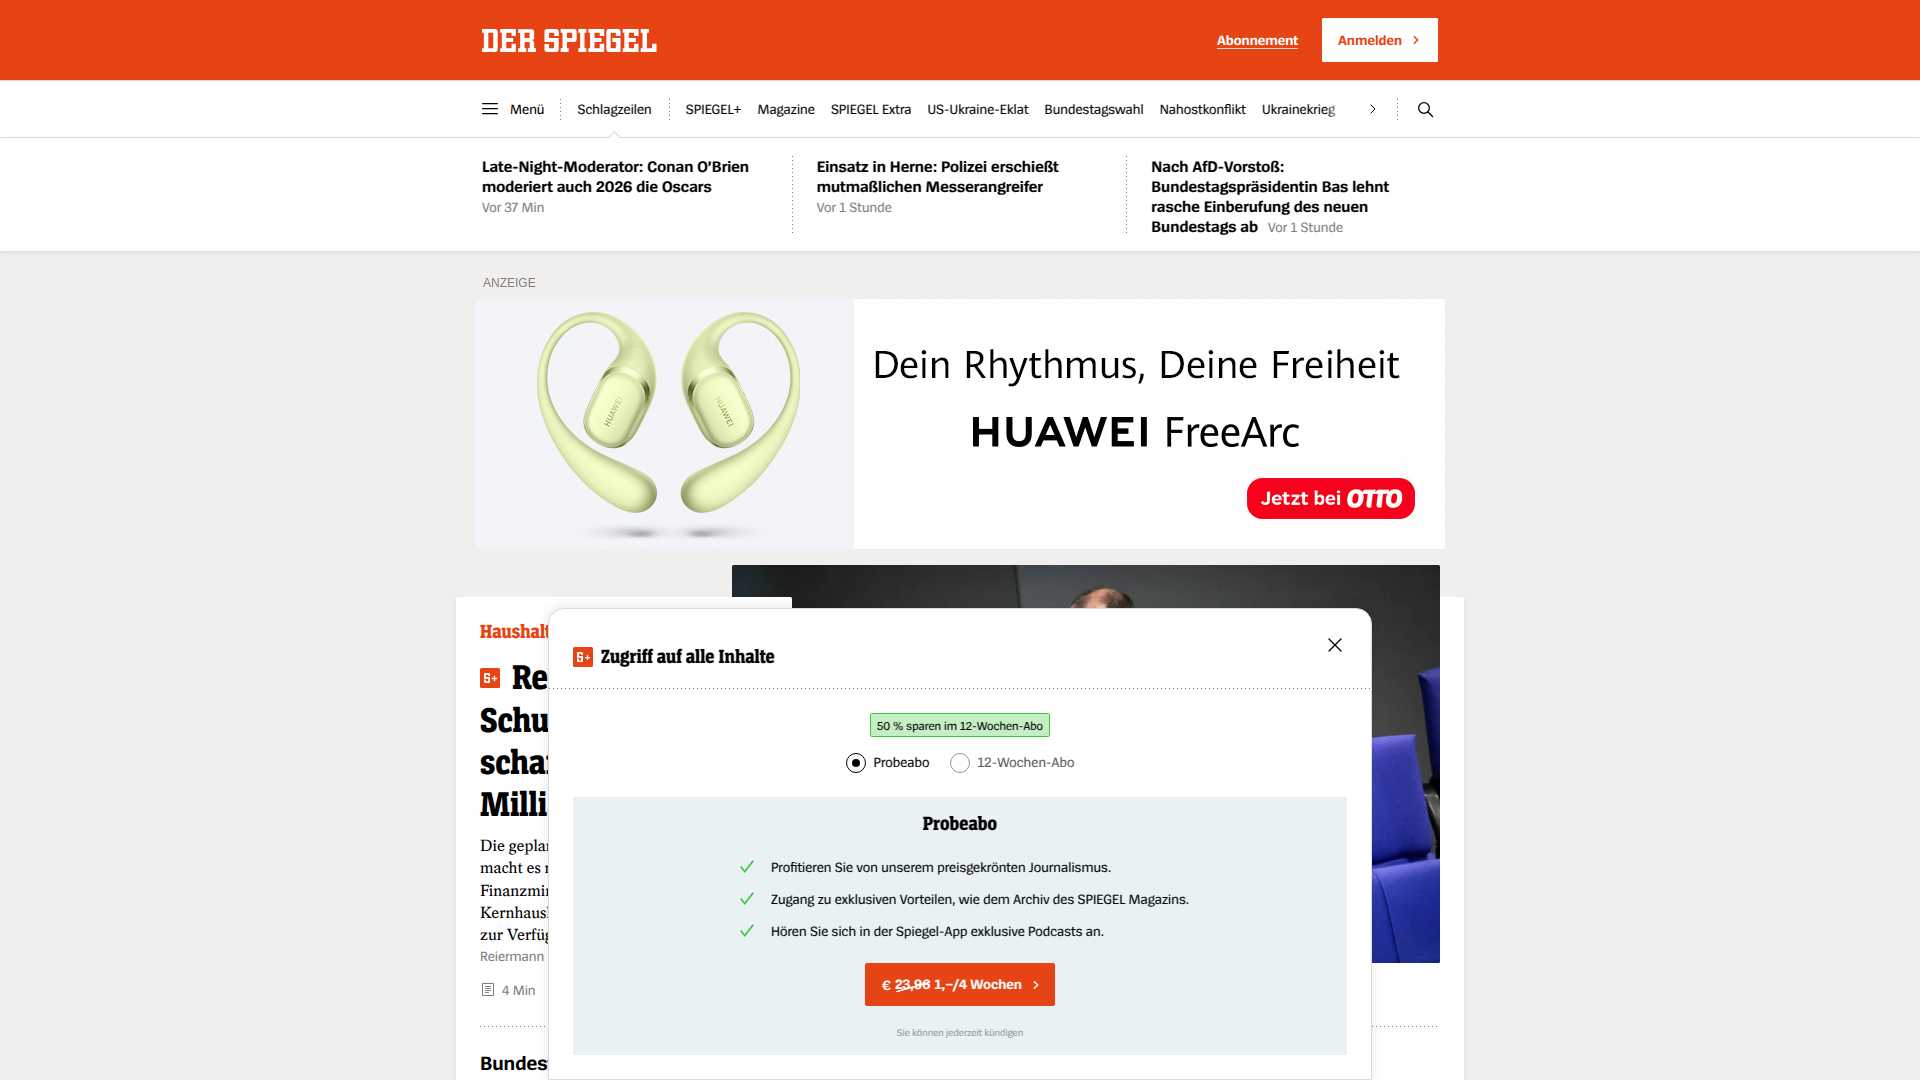 DER SPIEGEL
Abonnement
Anmelden
Menü
Schlagzeilen
SPIEGEL+
Magazine
SPIEGEL Extra
US-Ukraine-Eklat
Bundestagswahl
Nahostkonflikt
Ukrainekrieg
Late-Night-Moderator: Conan O’Brien
moderiert auch 2026 die Oscars
Vor 37 Min
Einsatz in Herne: Polizei erschießt
mutmaßlichen Messerangreifer
Vor 1 Stunde
Nach AfD-Vorstoß:
Bundestagspräsidentin Bas lehnt
rasche Einberufung des neuen
Bundestags ab Vor 1 Stunde
ANZEIGE
HUAWEI
HUAWEI
Dein Rhythmus, Deine Freiheit
HUAWEI FreeArc
Jetzt bei OTTO
Haushalt
Re
Schu
scha
Milli
Die gepla
macht es
Finanzmi
Kernhaus
zur Verfü
Reiermann
4 Min
Bundes
Zugriff auf alle Inhalte
50 % sparen im 12-Wochen-Abo
Probeabo
12-Wochen-Abo
Probeabo
Profitieren Sie von unserem preisgekrönten Journalismus.
Zugang zu exklusiven Vorteilen, wie dem Archiv des SPIEGEL Magazins.
Hören Sie sich in der Spiegel-App exklusive Podcasts an.
€ 23,96 1,–/4 Wochen
Sie können jederzeit kündigen